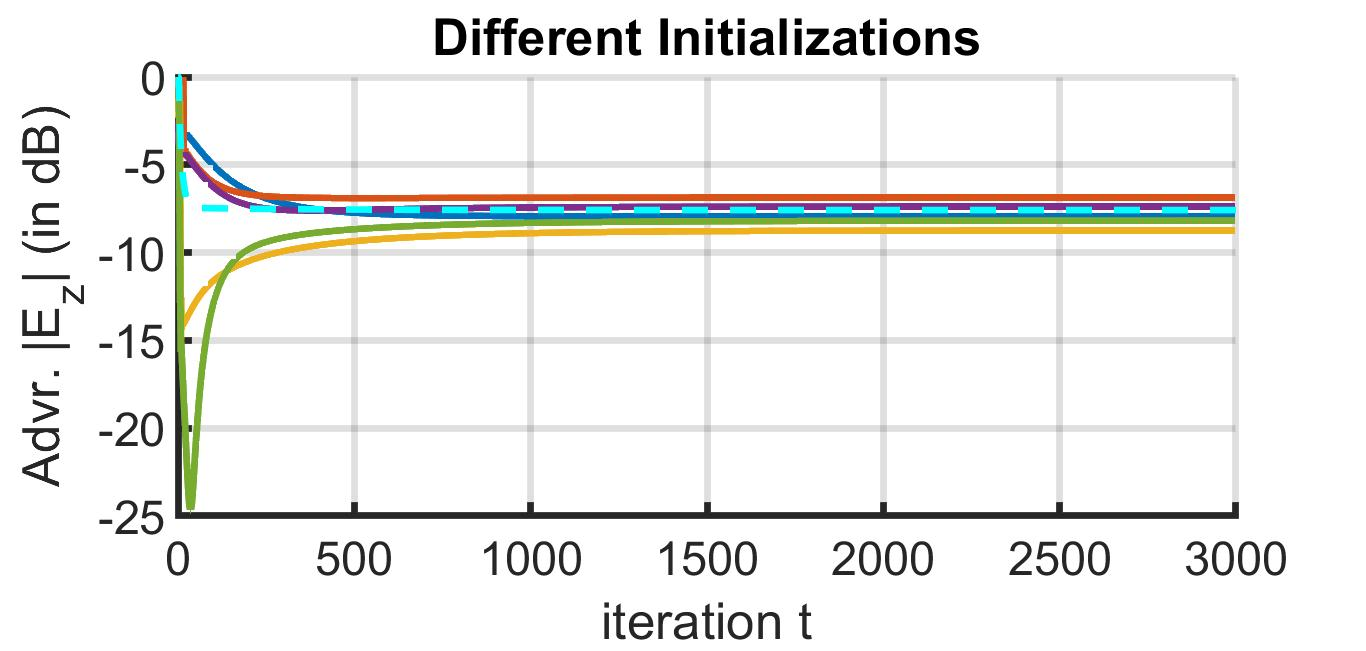 Different Initializations
Advr. |E_z| (in dB)
0
-5
-10
-15
-20
-25
0 500 1000 1500 2000 2500 3000
iteration t